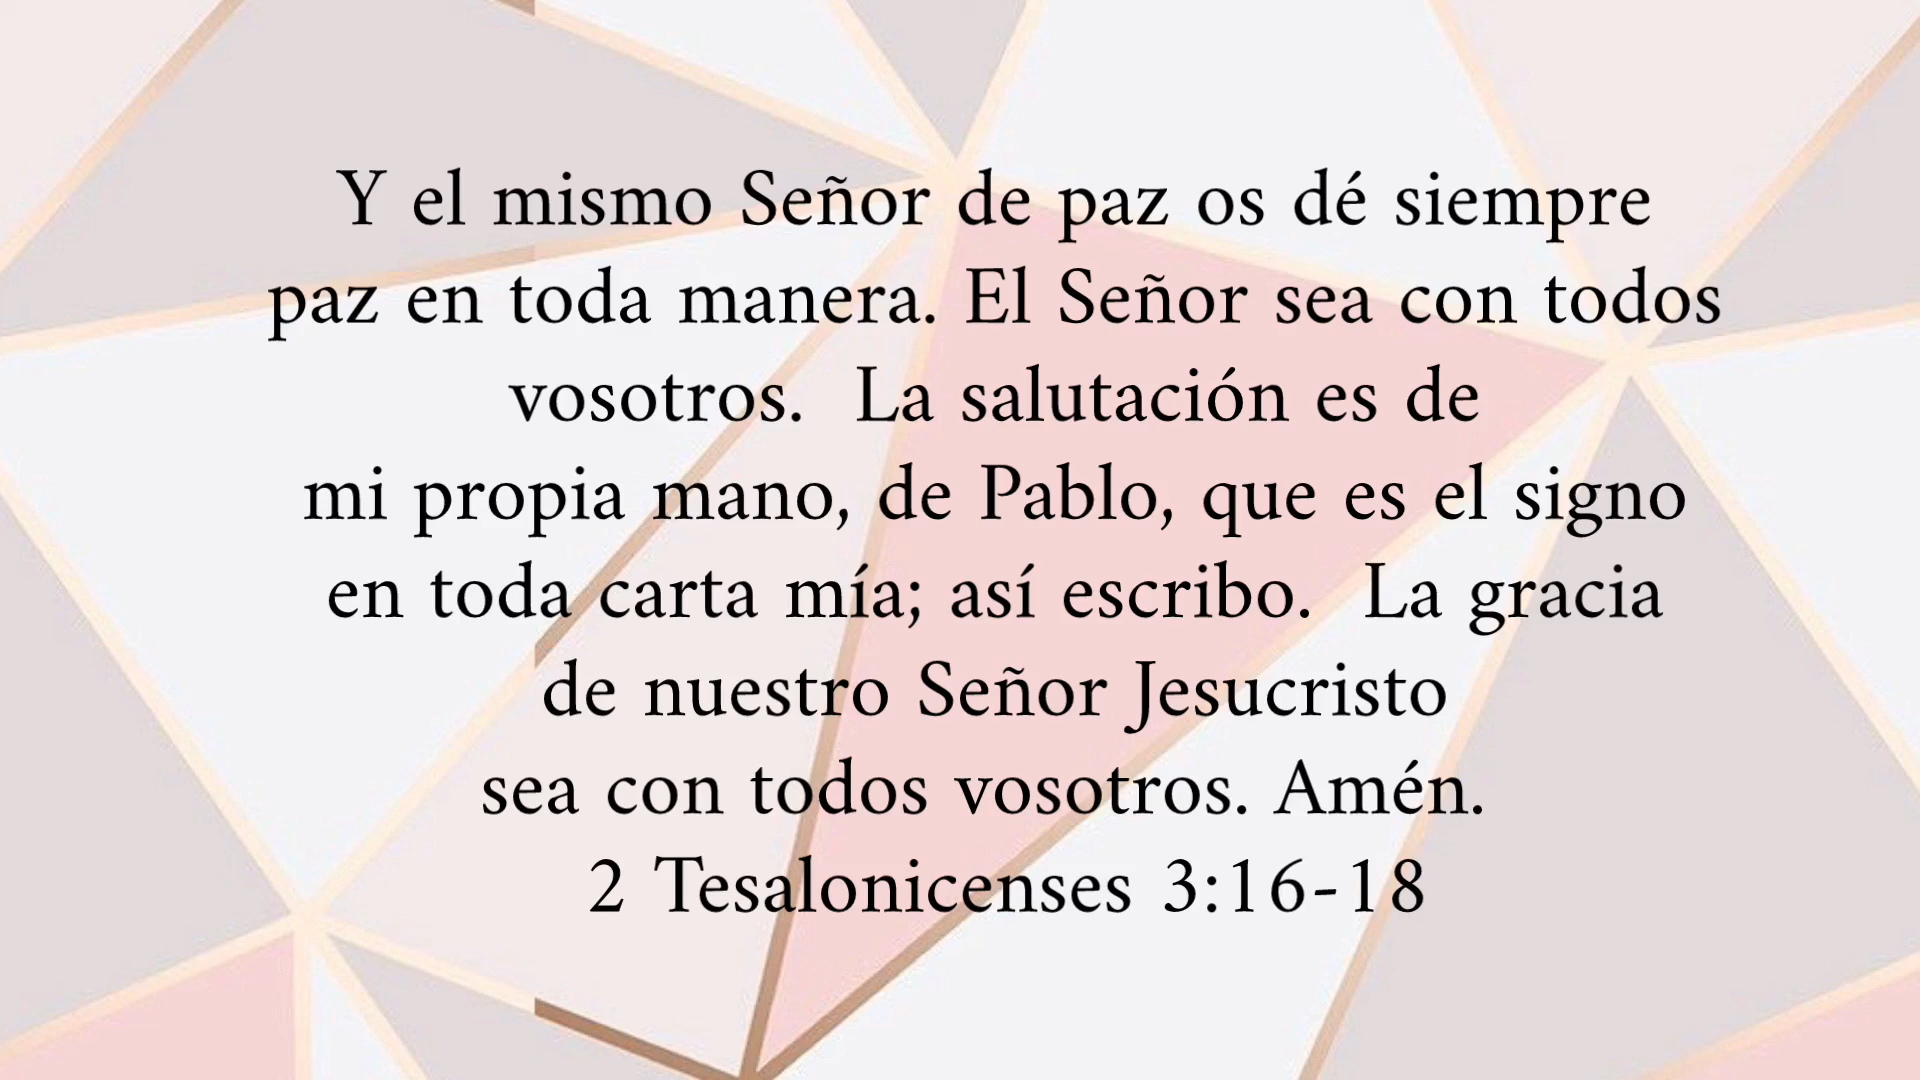 Y el mismo Señor de paz os dé siempre
paz en toda manera. El Señor sea con todos
vosotros.  La salutación es de
mi propia mano, de Pablo, que es el signo
en toda carta mía; así escribo.  La gracia
de nuestro Señor Jesucristo
sea con todos vosotros. Amén.
2 Tesalonicenses 3:16-18